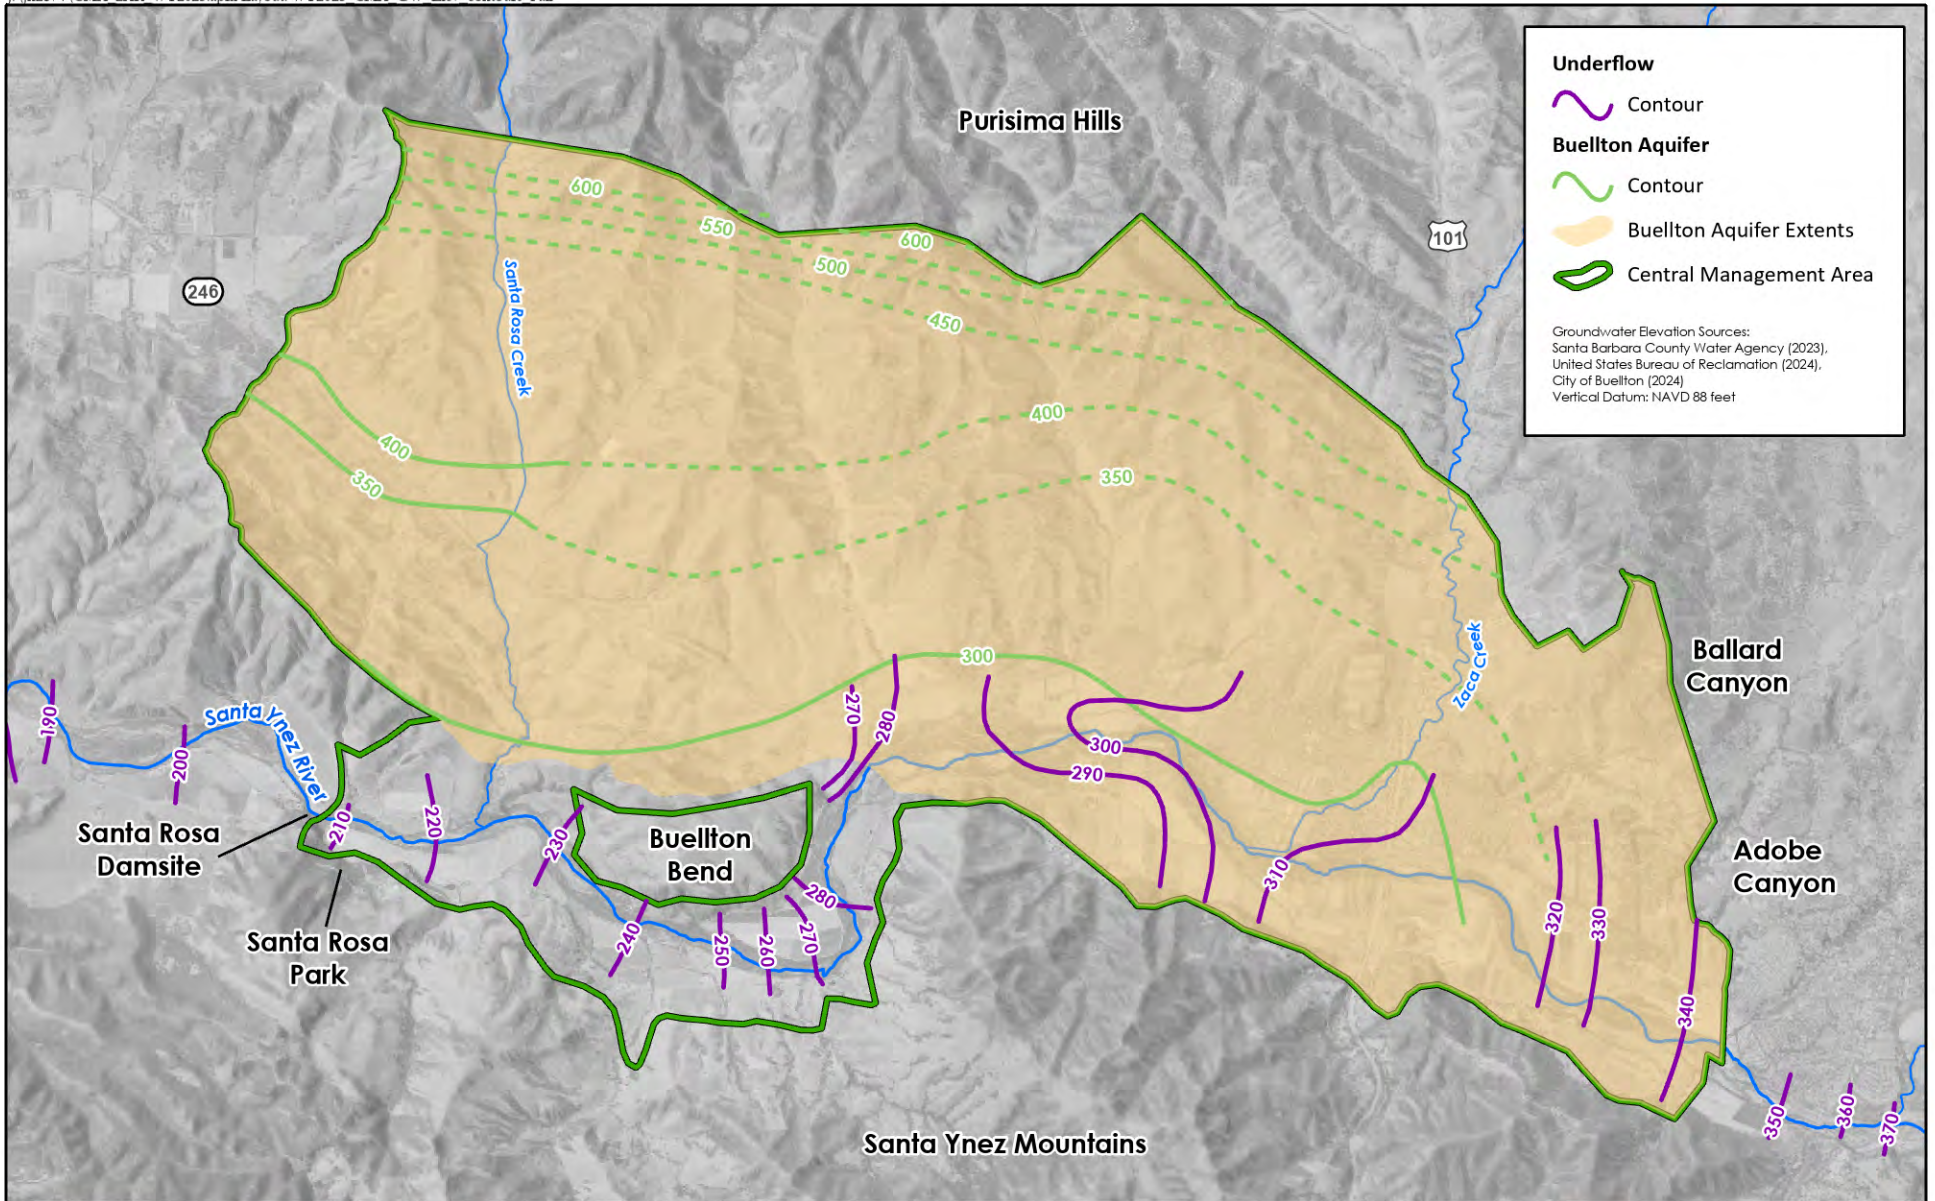 Purisima Hills
Underflow
Contour
Buellton Aquifer
Contour
Buellton Aquifer Extents
Central Management Area
Groundwater Elevation Sources:
Santa Barbara County Water Agency (2023),
United States Bureau of Reclamation (2024),
City of Buellton (2024)
Vertical Datum: NAVD 88 feet
101
246
600
550
600
500
450
Santa Rosa Creek
400
400
350
350
300
Zaca Creek
Ballard
Canyon
190
200
Santa Ynez River
270
280
300
290
210
220
230
Santa Rosa
Damsite
Buellton
Bend
280
310
Adobe
Canyon
Santa Rosa
Park
240
250
260
270
320
330
340
350
360
370
Santa Ynez Mountains